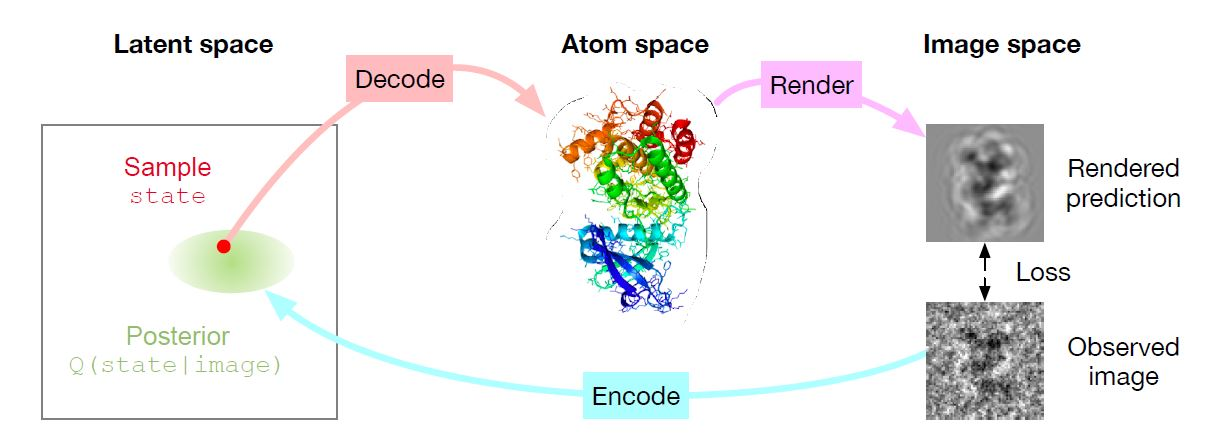 Latent space
Atom space
Image space
Decode
Render
Sample
state
Rendered
prediction
Loss
Posterior
Q(state|image)
Observed
image
Encode